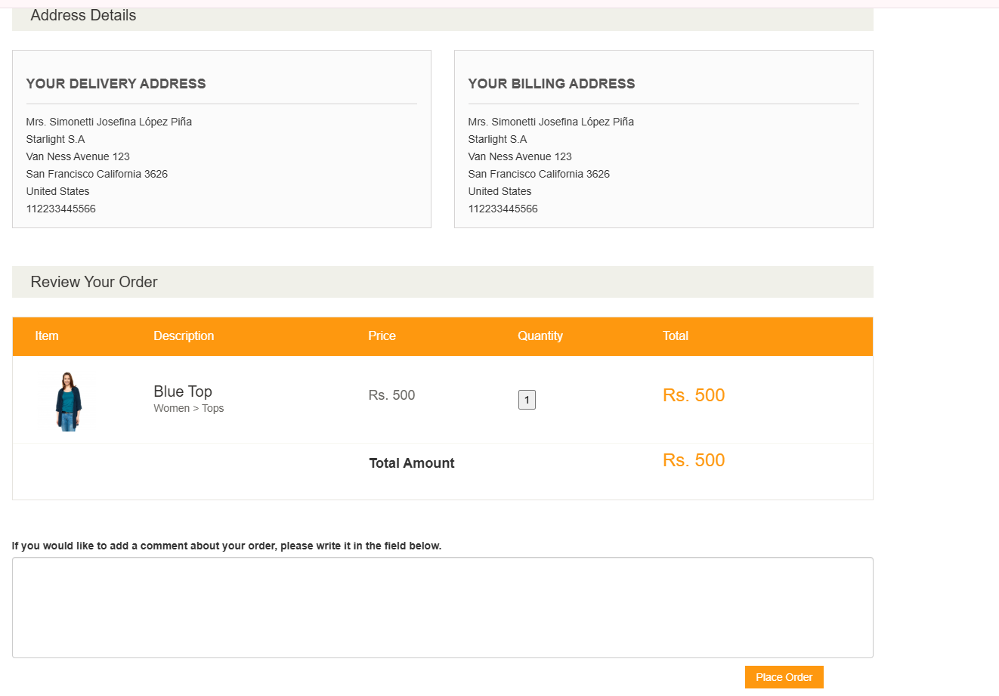 Address Details
YOUR DELIVERY ADDRESS
Mrs. Simonetti Josefina López Piña
Starlight S.A
Van Ness Avenue 123
San Francisco California 3626
United States
112233445566
YOUR BILLING ADDRESS
Mrs. Simonetti Josefina López Piña
Starlight S.A
Van Ness Avenue 123
San Francisco California 3626
United States
112233445566
Review Your Order
Item Description Price Quantity Total
Blue Top
Women > Tops
Rs. 500 1 Rs. 500
Total Amount Rs. 500
If you would like to add a comment about your order, please write it in the field below.
Place Order